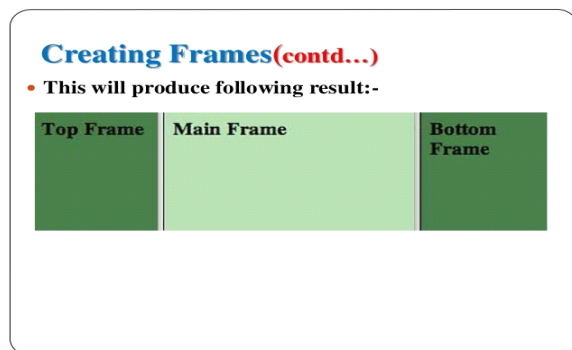 Creating Frames(contd...)
• This will produce following result:-
Top Frame
Main Frame
Bottom
Frame